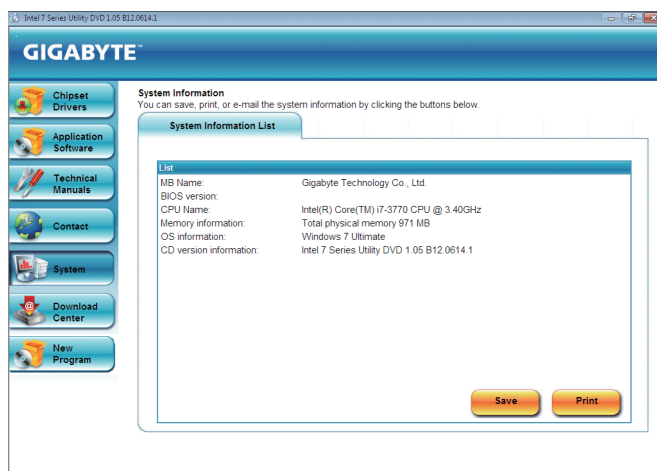 Intel 7 Series Utility DVD 1.05 B12.0614.1
GIGABYTE™
Chipset
Drivers
Application
Software
Technical
Manuals
Contact
System
Download
Center
New
Program
System Information
You can save, print, or e-mail the system information by clicking the buttons below.
System Information List
List
MB Name: Gigabyte Technology Co., Ltd.
BIOS version:
CPU Name: Intel(R) Core(TM) i7-3770 CPU @ 3.40GHz
Memory information: Total physical memory 971 MB
OS information: Windows 7 Ultimate
CD version information: Intel 7 Series Utility DVD 1.05 B12.0614.1
Save Print